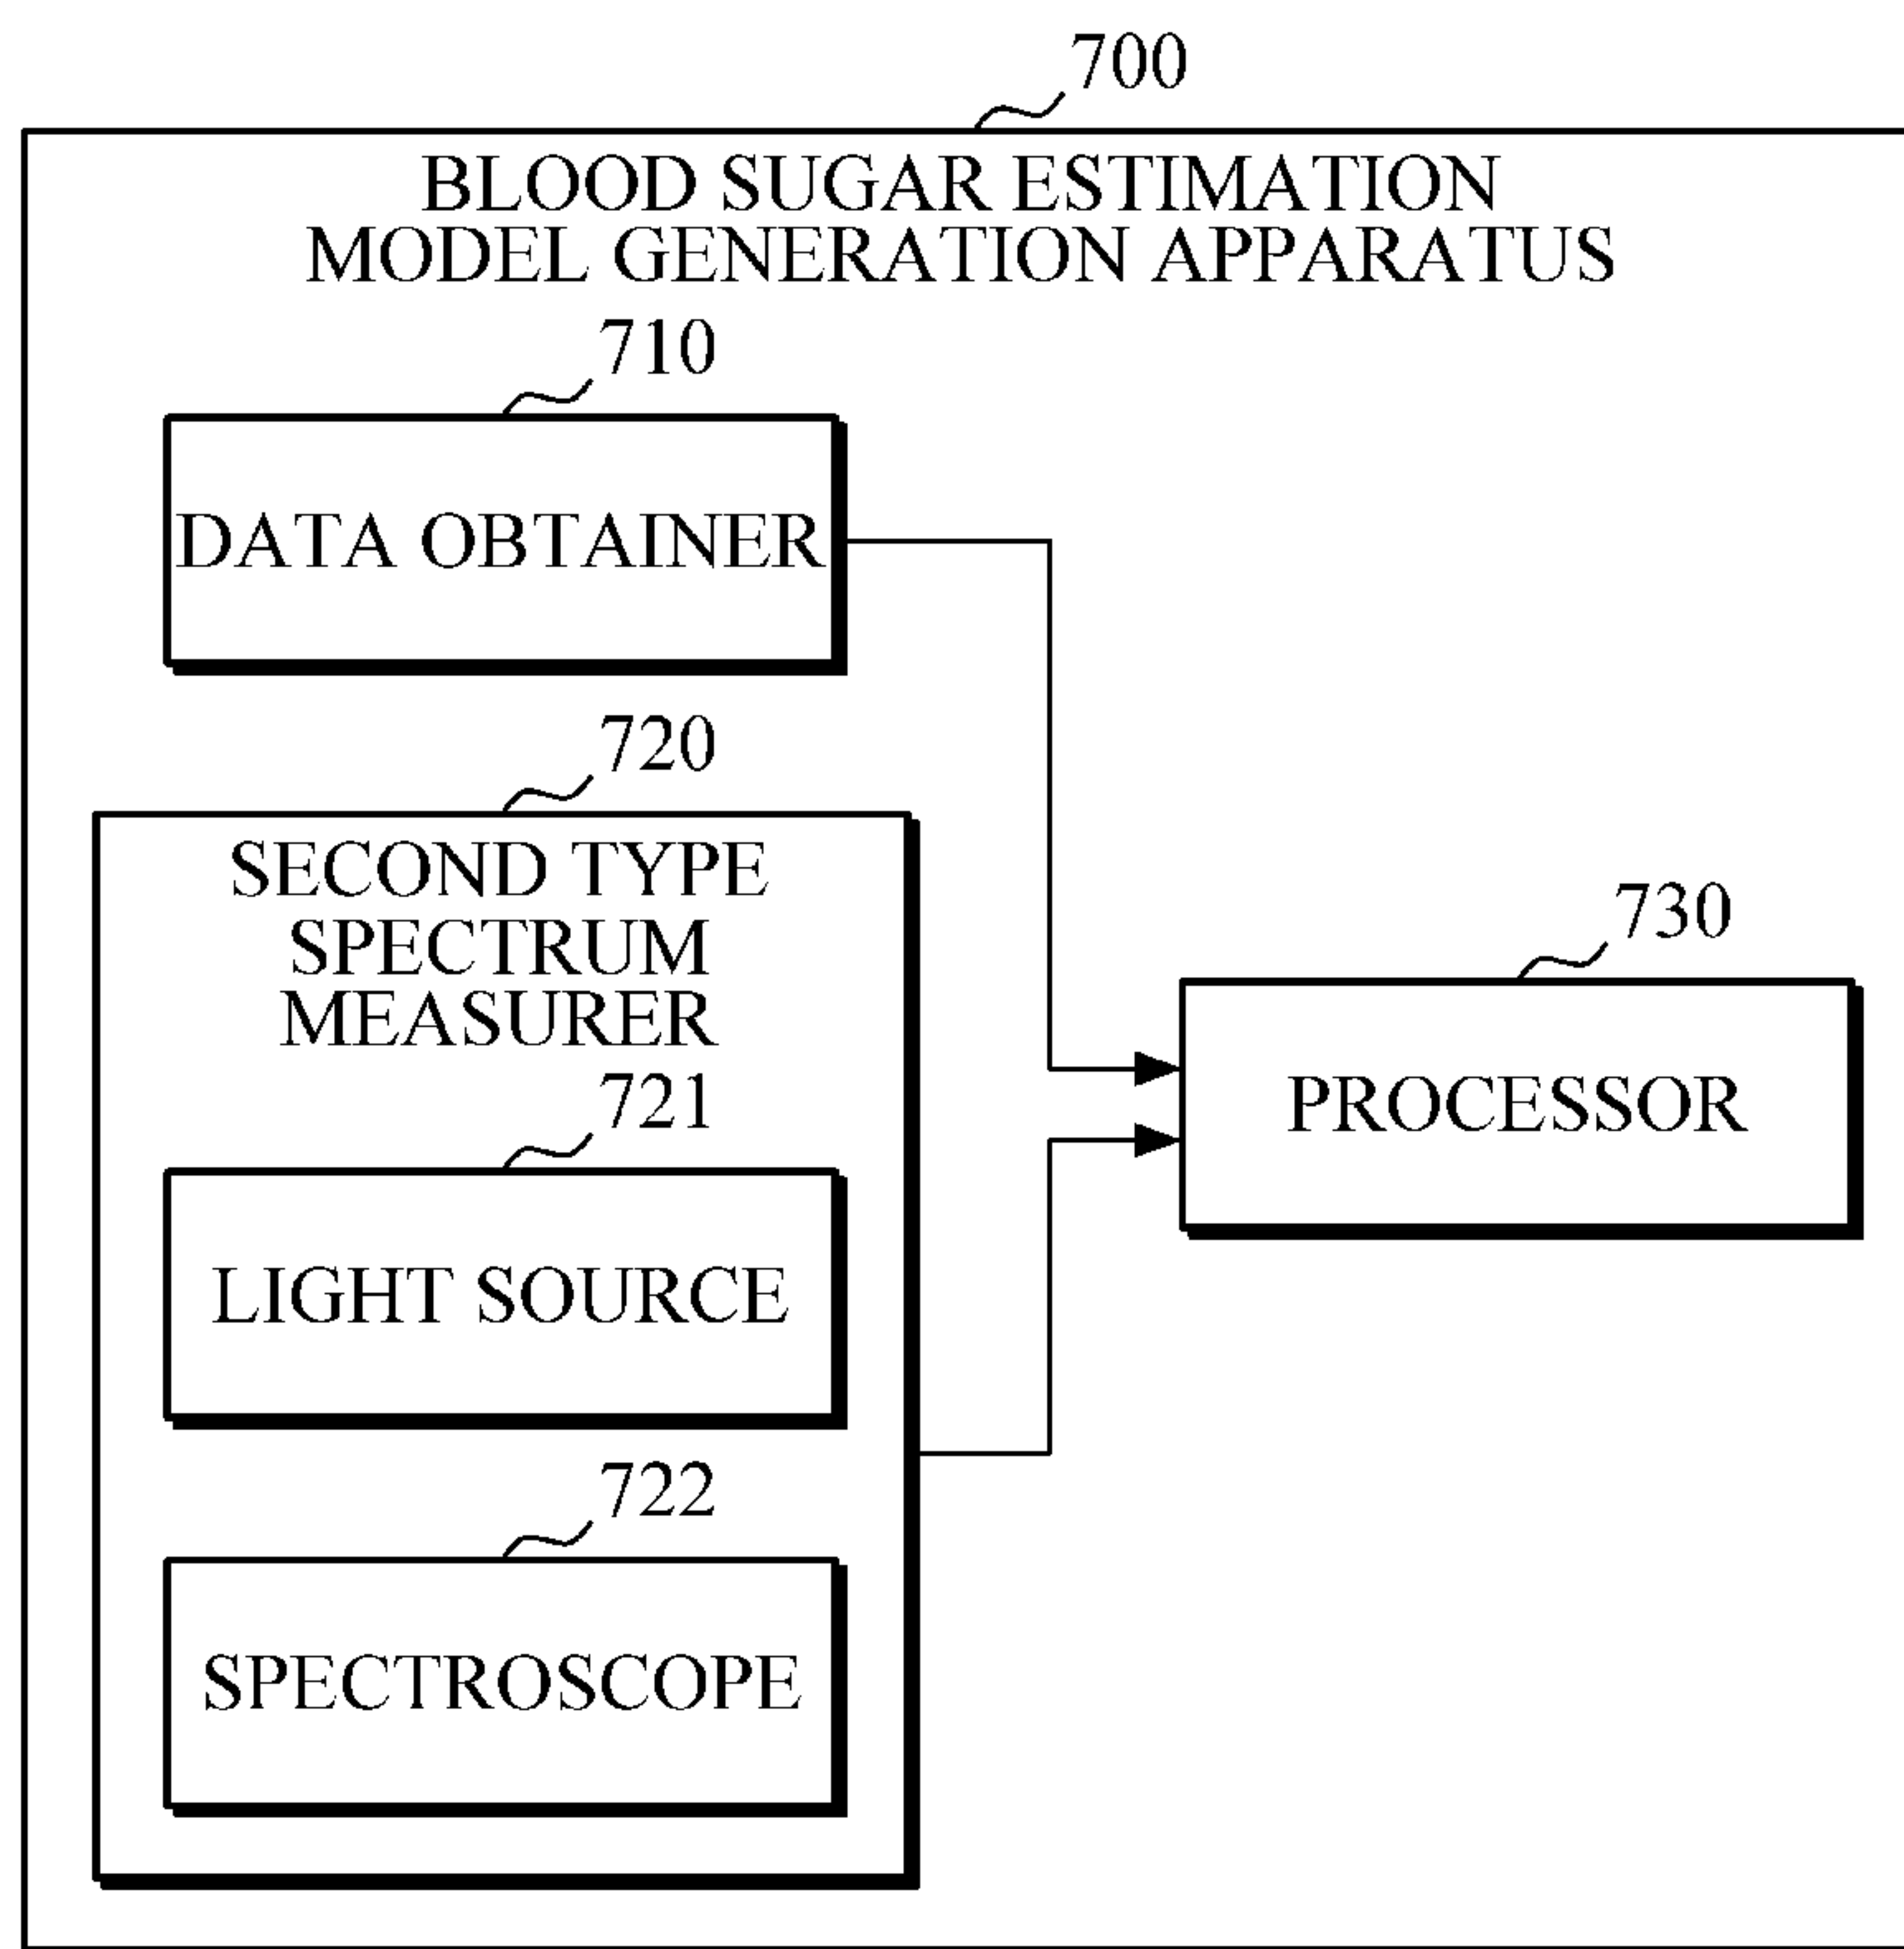 700
BLOOD SUGAR ESTIMATION
MODEL GENERATION APPARATUS
710
DATA OBTAINER
720
SECOND TYPE
SPECTRUM
MEASURER
721
LIGHT SOURCE
722
SPECTROSCOPE
730
PROCESSOR